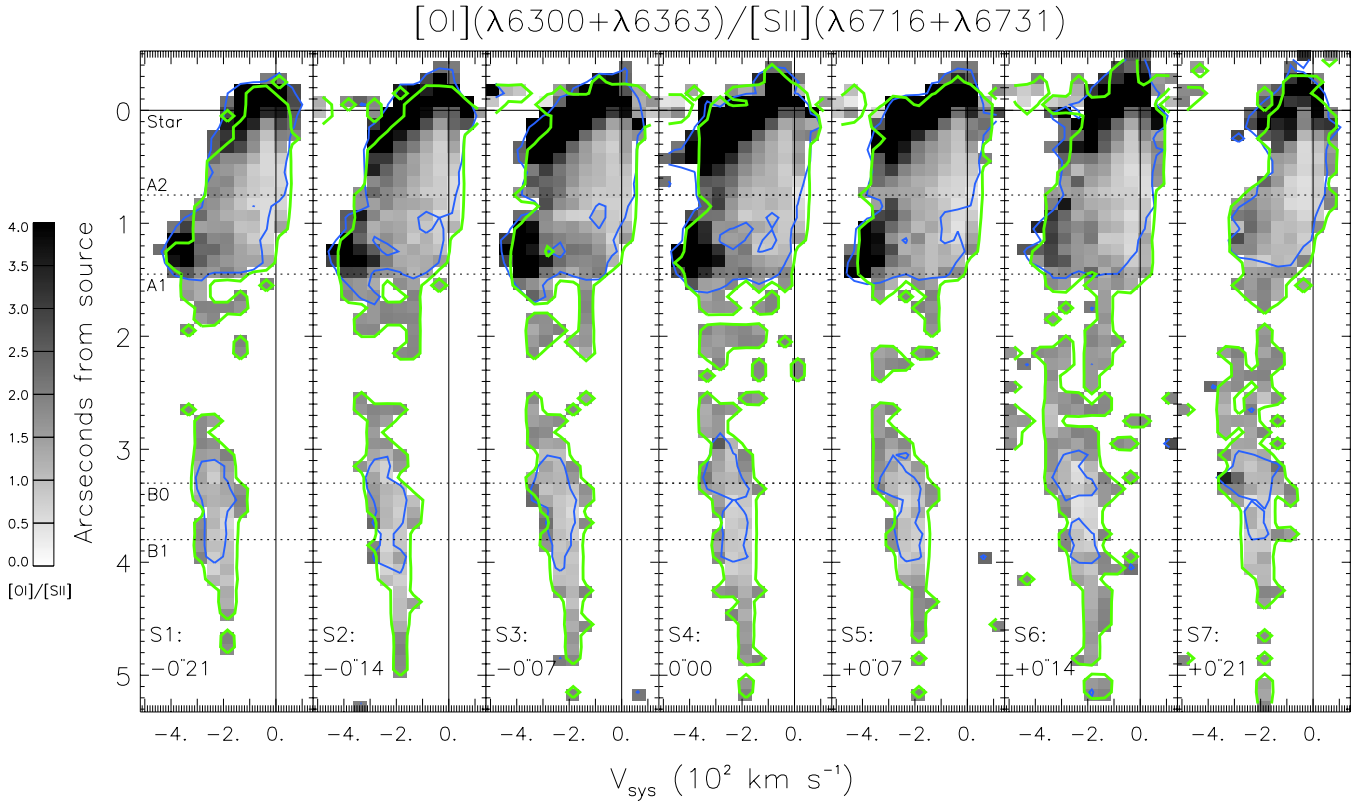 [OI](λ6300+λ6363)/[SII](λ6716+λ6731)
Arcseconds from source
0
1
2
3
4
5
Star
A2
A1
B0
B1
4.0
3.5
3.0
2.5
2.0
1.5
1.0
0.5
0.0
[OI]/[SII]
S1:
−0″21
S2:
−0″14
S3:
−0″07
S4:
0″00
S5:
+0″07
S6:
+0″14
S7:
+0″21
−4. −2. 0. −4. −2. 0. −4. −2. 0. −4. −2. 0. −4. −2. 0. −4. −2. 0. −4. −2. 0.
V_sys (10² km s⁻¹)